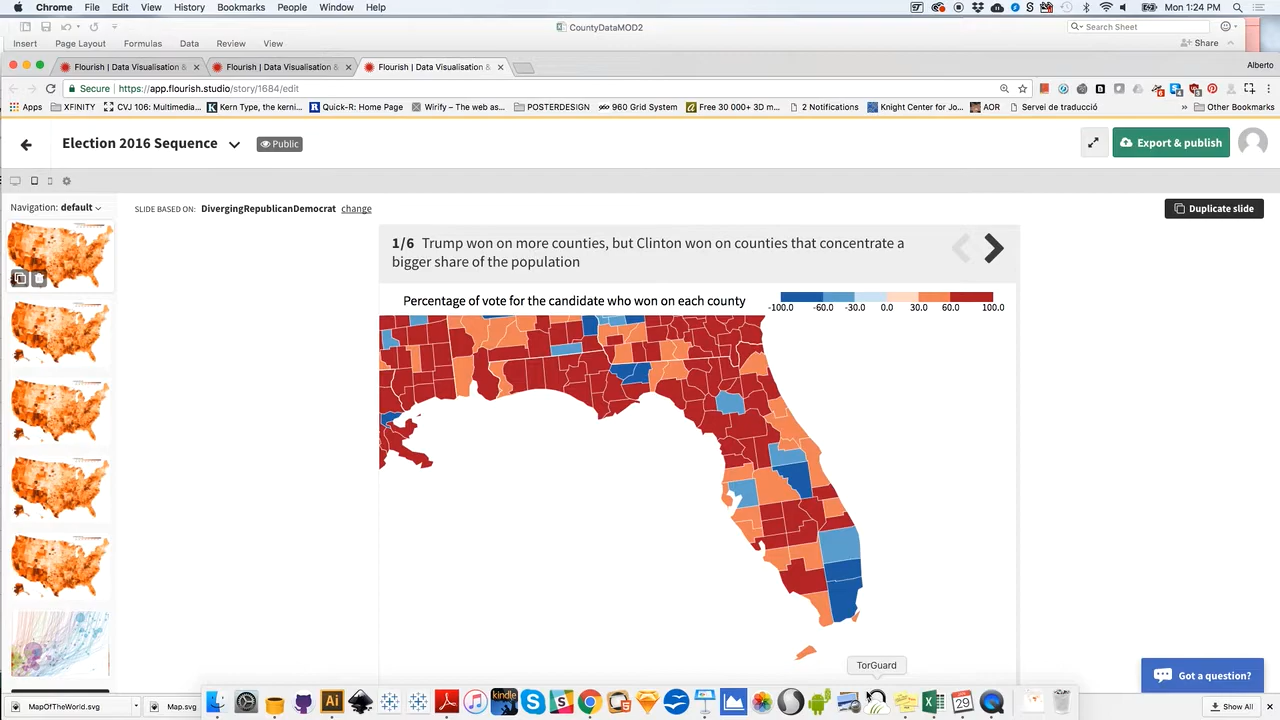 Chrome File Edit View History Bookmarks People Window Help Mon 1:24 PM
CountyDataMOD2
Search Sheet
Insert Page Layout Formulas Data Review View
Share
Flourish | Data Visualisation & Flourish | Data Visualisation & Flourish | Data Visualisation &
Alberto
Secure https://app.flourish.studio/story/1684/edit
Apps XFINITY CVJ 106: Multimedia... Kern Type, the kerni... Quick-R: Home Page Wirify – The web as... POSTERDESIGN 960 Grid System Free 30 000+ 3D m... 2 Notifications Knight Center for Jo... AOR Servei de traducció » Other Bookmarks
Election 2016 Sequence
Public
Export & publish
Navigation: default
SLIDE BASED ON: DivergingRepublicanDemocrat change
Duplicate slide
1/6 Trump won on more counties, but Clinton won on counties that concentrate a
bigger share of the population
Percentage of vote for the candidate who won on each county
-100.0 -60.0 -30.0 0.0 30.0 60.0 100.0
TorGuard
Got a question?
kindle
Ai
29
MapOfTheWorld.svg
Map.svg
Show All